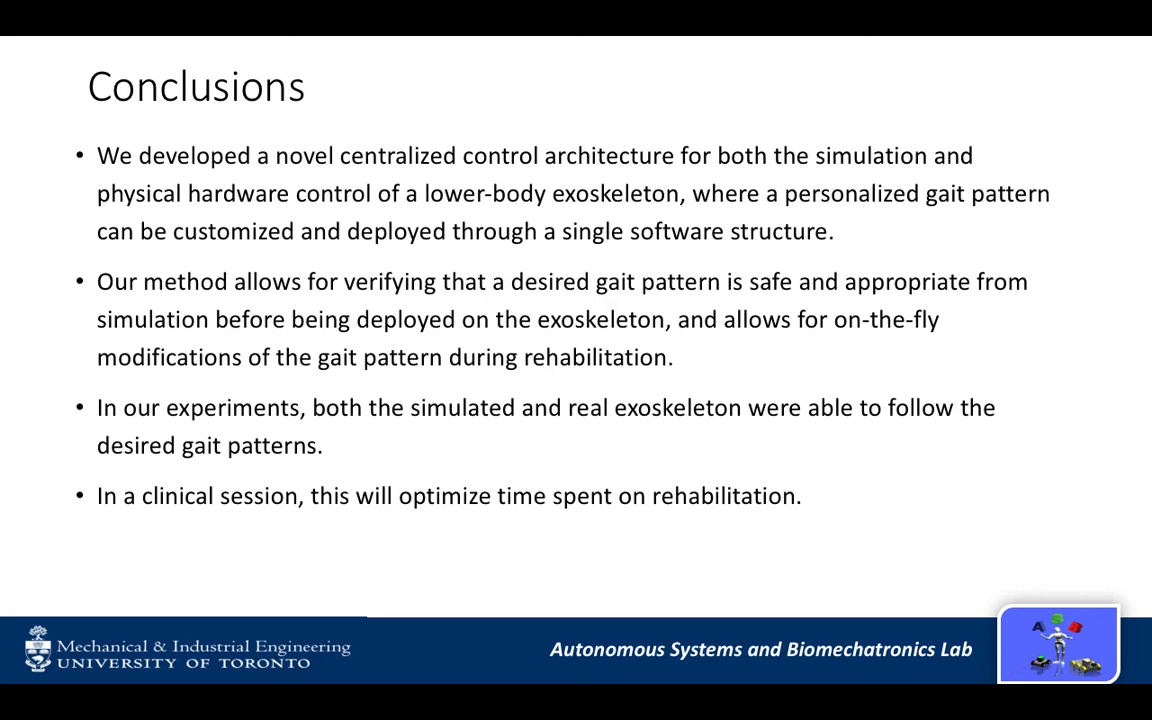 Conclusions
• We developed a novel centralized control architecture for both the simulation and
physical hardware control of a lower-body exoskeleton, where a personalized gait pattern
can be customized and deployed through a single software structure.
• Our method allows for verifying that a desired gait pattern is safe and appropriate from
simulation before being deployed on the exoskeleton, and allows for on-the-fly
modifications of the gait pattern during rehabilitation.
• In our experiments, both the simulated and real exoskeleton were able to follow the
desired gait patterns.
• In a clinical session, this will optimize time spent on rehabilitation.
Mechanical & Industrial Engineering
UNIVERSITY OF TORONTO
Autonomous Systems and Biomechatronics Lab
ASB